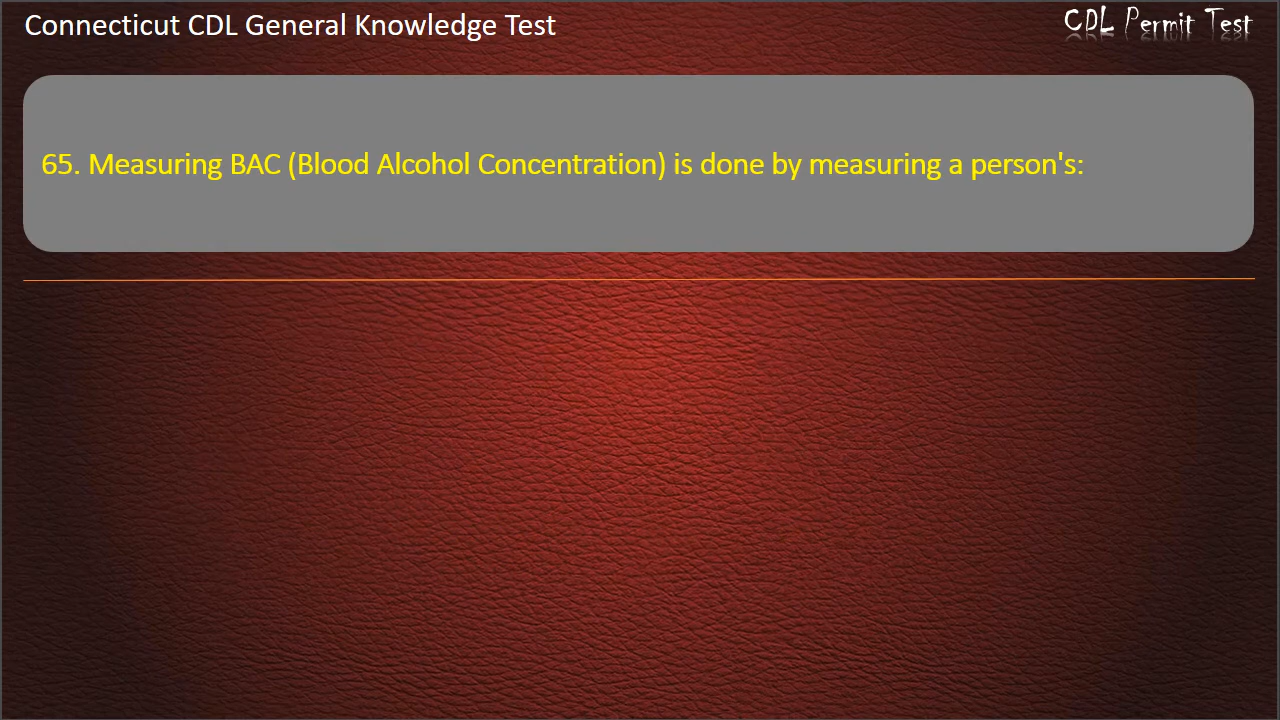 Connecticut CDL General Knowledge Test
CDL Permit Test
65. Measuring BAC (Blood Alcohol Concentration) is done by measuring a person's: